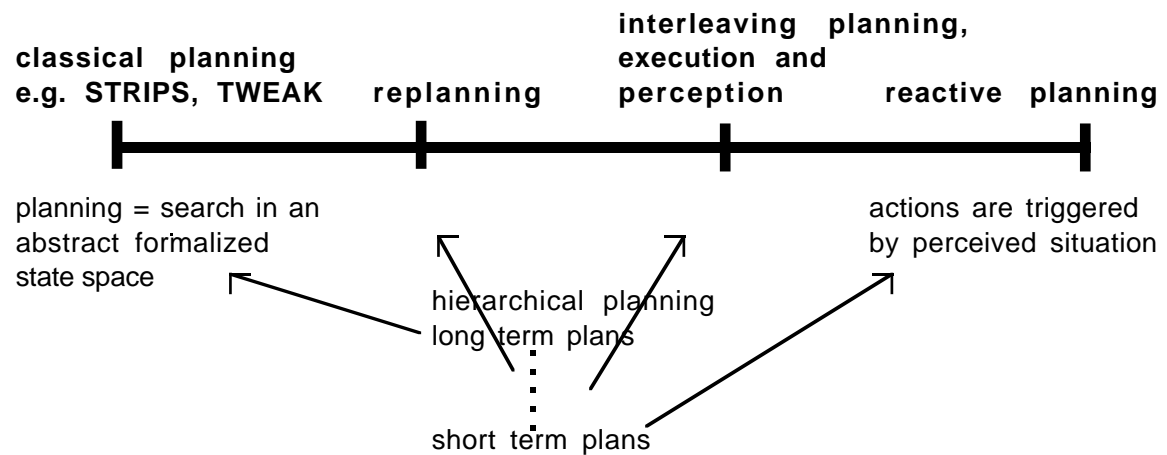 classical planning
e.g. STRIPS, TWEAK
replanning
interleaving planning,
execution and
perception
reactive planning
planning = search in an
abstract formalized
state space
actions are triggered
by perceived situation
hierarchical planning
long term plans
short term plans